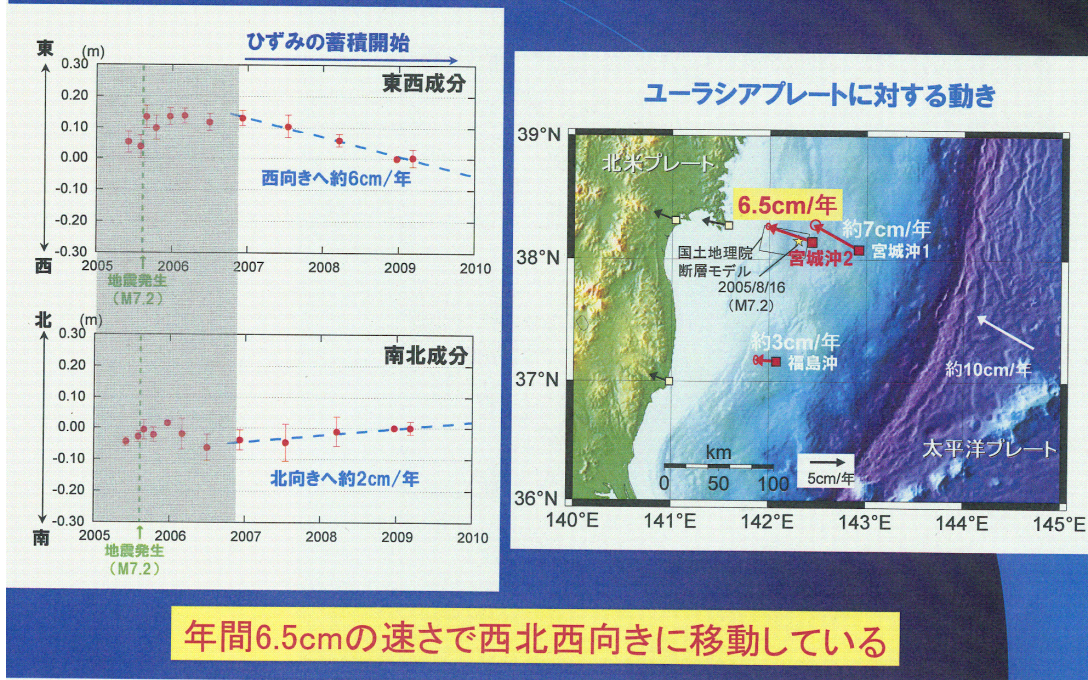 ひずみの蓄積開始
東
(m)
0.30
0.20
0.10
0.00
-0.10
-0.20
-0.30
西
東西成分
西向きへ約6cm/年
2005
2006
2007
2008
2009
2010
地震発生
(M7.2)
北
(m)
0.30
0.20
0.10
0.00
-0.10
-0.20
-0.30
南
南北成分
北向きへ約2cm/年
2005
2006
2007
2008
2009
2010
地震発生
(M7.2)
ユーラシアプレートに対する動き
39°N
38°N
37°N
36°N
北米プレート
6.5cm/年
約7cm/年
宮城沖1
宮城沖2
国土地理院
断層モデル
2005/8/16
(M7.2)
約3cm/年
福島沖
約10cm/年
太平洋プレート
km
0 50 100
5cm/年
140°E
141°E
142°E
143°E
144°E
145°E
年間6.5cmの速さで西北西向きに移動している